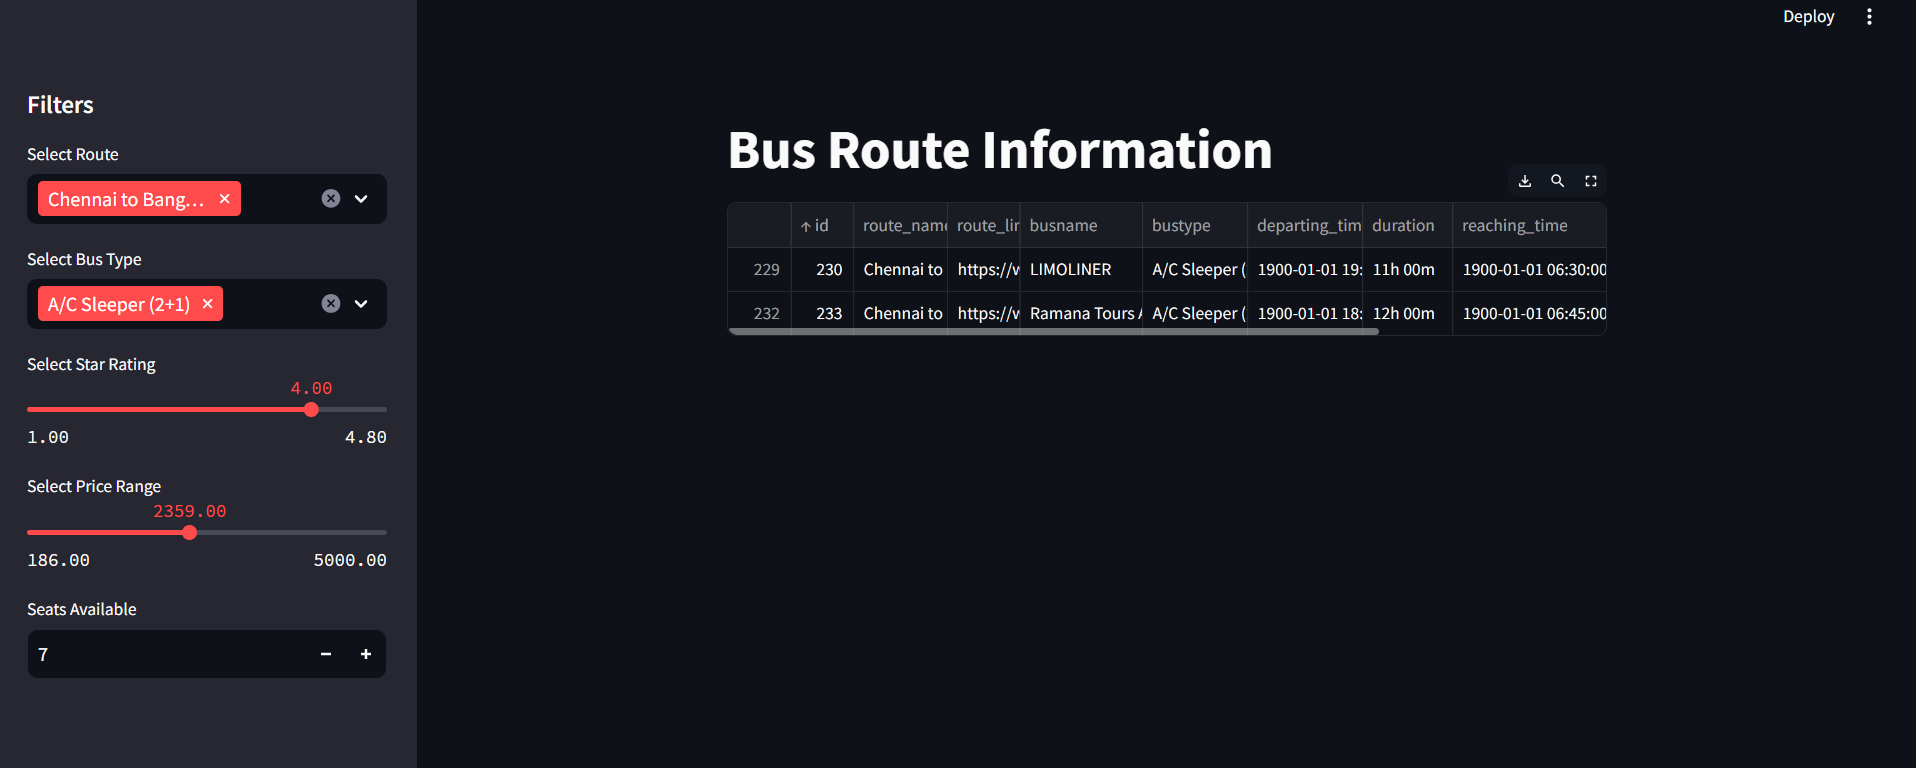 Deploy
Filters
Select Route
Chennai to Bang...
Select Bus Type
A/C Sleeper (2+1)
Select Star Rating
4.00
1.00 4.80
Select Price Range
2359.00
186.00 5000.00
Seats Available
7
Bus Route Information
id route_name route_lin busname bustype departing_tim duration reaching_time
229 230 Chennai to https://w LIMOLINER A/C Sleeper ( 1900-01-01 19: 11h 00m 1900-01-01 06:30:00
232 233 Chennai to https://w Ramana Tours A A/C Sleeper ( 1900-01-01 18: 12h 00m 1900-01-01 06:45:00